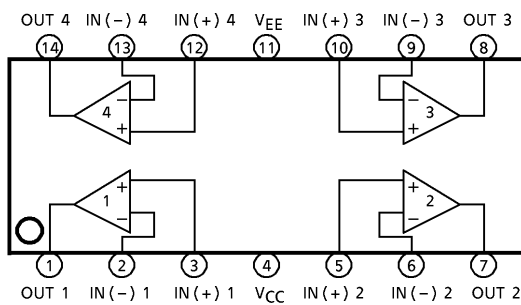 OUT 4 IN(-) 4 IN(+) 4 VEE IN(+) 3 IN(-) 3 OUT 3
14 13 12 11 10 9 8
- -
4 3
+ +
+ +
1 2
- -
1 2 3 4 5 6 7
OUT 1 IN(-) 1 IN(+) 1 VCC IN(+) 2 IN(-) 2 OUT 2